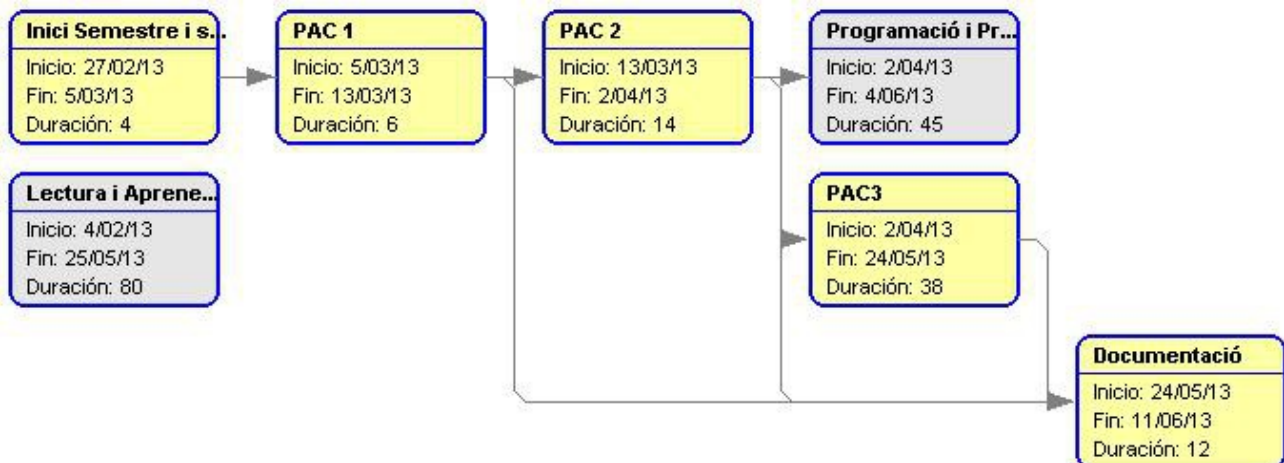 Inici Semestre i s...
Inicio: 27/02/13
Fin: 5/03/13
Duración: 4
PAC 1
Inicio: 5/03/13
Fin: 13/03/13
Duración: 6
PAC 2
Inicio: 13/03/13
Fin: 2/04/13
Duración: 14
Programació i Pr...
Inicio: 2/04/13
Fin: 4/06/13
Duración: 45
Lectura i Aprene...
Inicio: 4/02/13
Fin: 25/05/13
Duración: 80
PAC3
Inicio: 2/04/13
Fin: 24/05/13
Duración: 38
Documentació
Inicio: 24/05/13
Fin: 11/06/13
Duración: 12